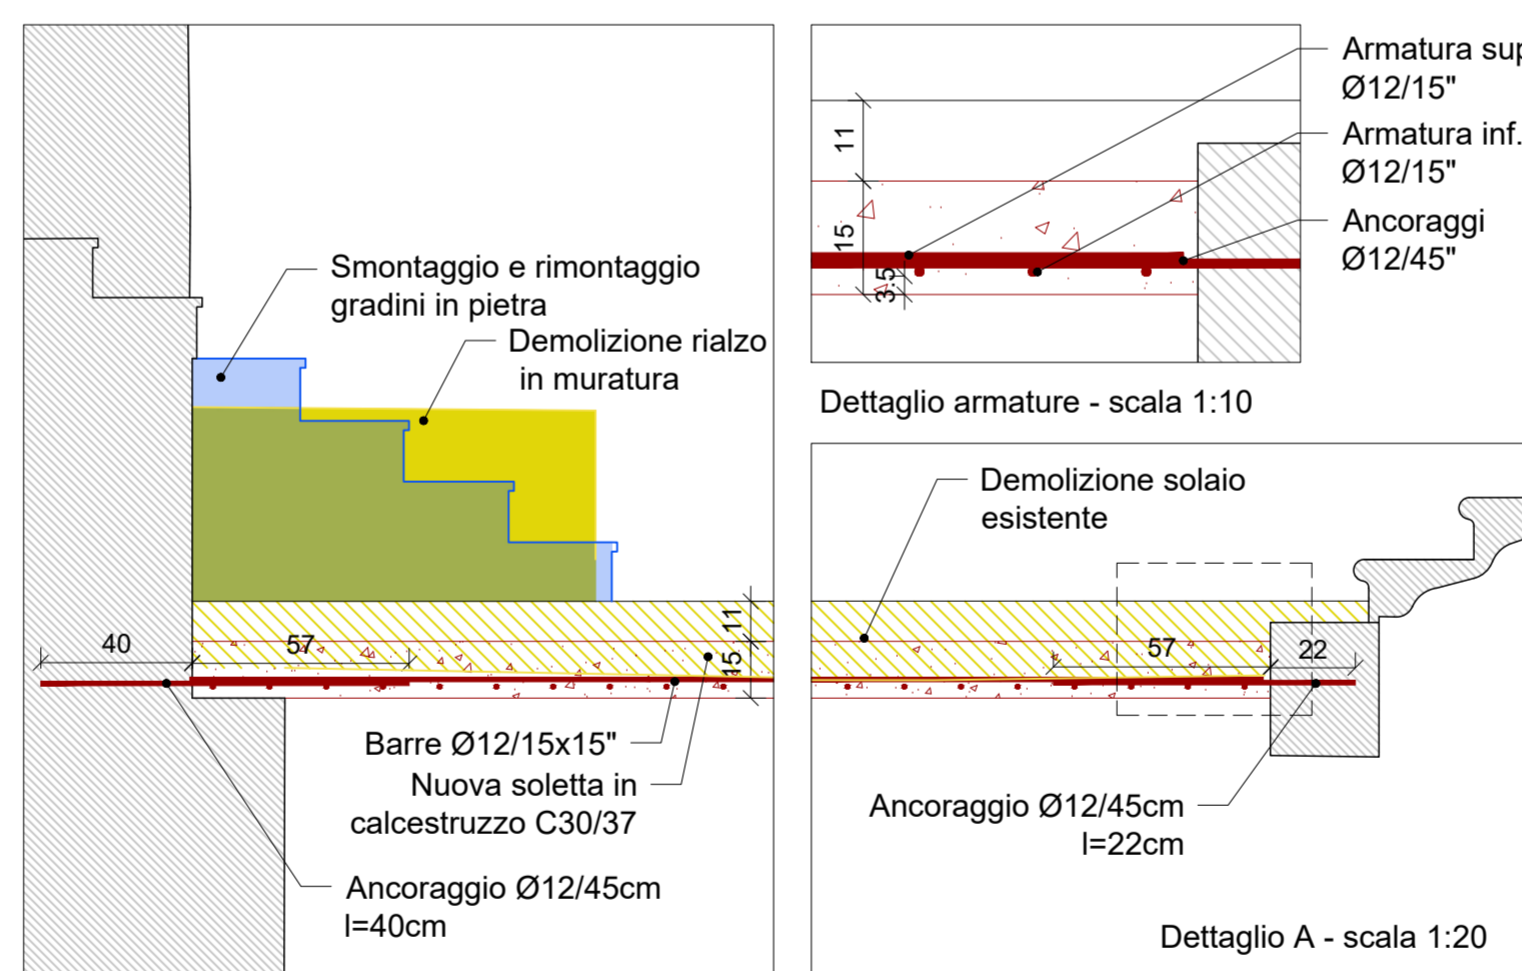 Smontaggio e rimontaggio
gradini in pietra
Demolizione rialzo
in muratura
40
57
11
15
Barre Ø12/15x15"
Nuova soletta in
calcestruzzo C30/37
Ancoraggio Ø12/45cm
l=40cm
11
15
3.5
Armatura sup
Ø12/15"
Armatura inf.
Ø12/15"
Ancoraggi
Ø12/45"
Dettaglio armature - scala 1:10
Demolizione solaio
esistente
57
22
Ancoraggio Ø12/45cm
l=22cm
Dettaglio A - scala 1:20